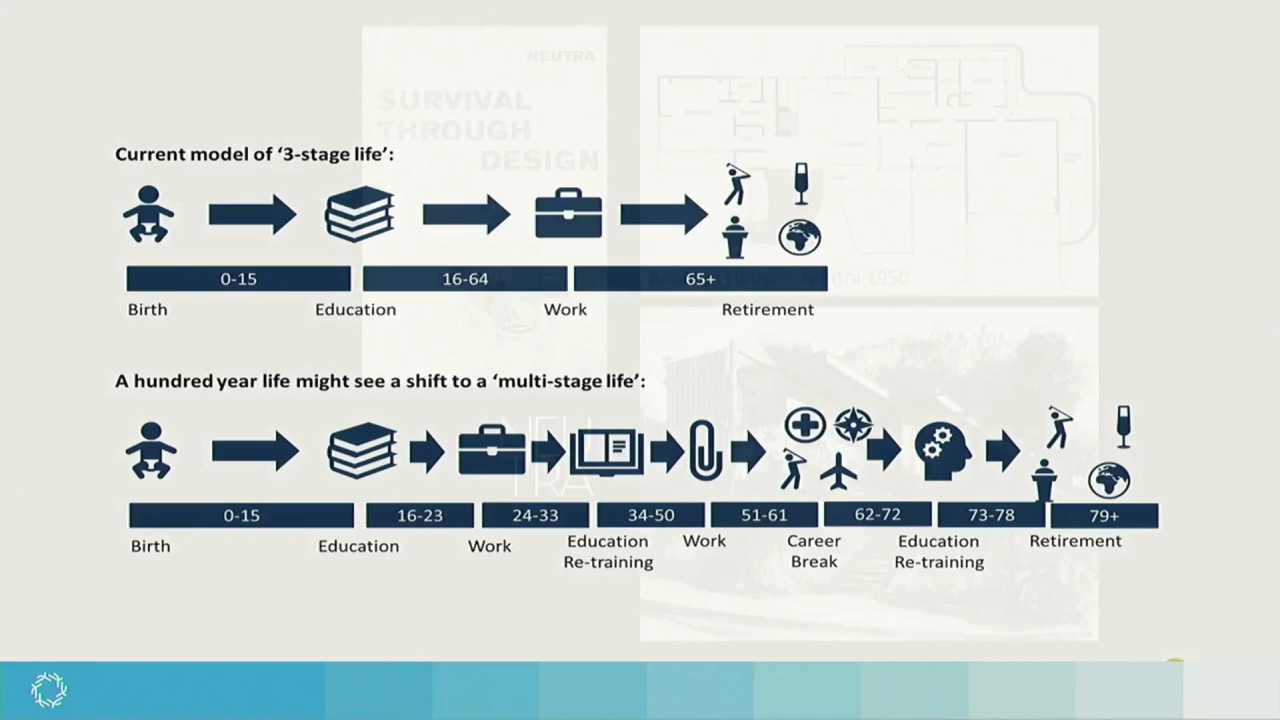 NEUTRA
SURVIVAL
THROUGH
DESIGN
Current model of ‘3-stage life’:
0-15
16-64
65+
Birth
Education
Work
Retirement
A hundred year life might see a shift to a ‘multi-stage life’:
0-15
16-23
24-33
34-50
51-61
62-72
73-78
79+
Birth
Education
Work
Education
Re-training
Work
Career
Break
Education
Re-training
Retirement